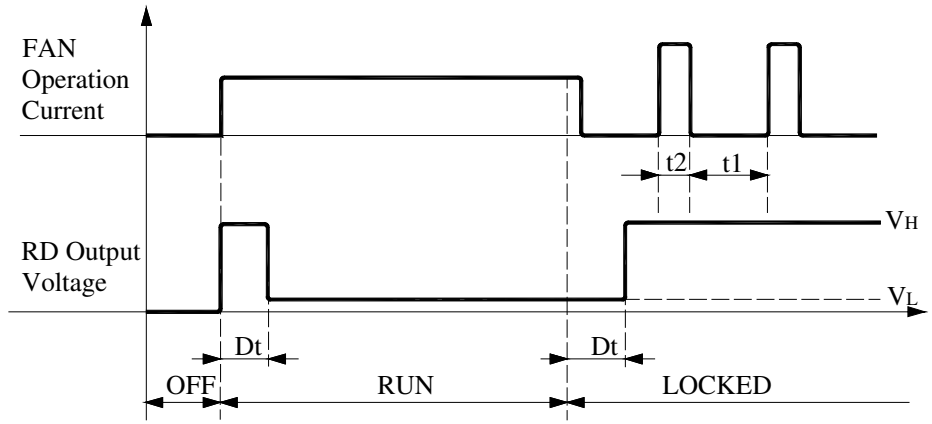 FAN
Operation
Current
t2
t1
RD Output
Voltage
VH
VL
Dt
Dt
OFF
RUN
LOCKED